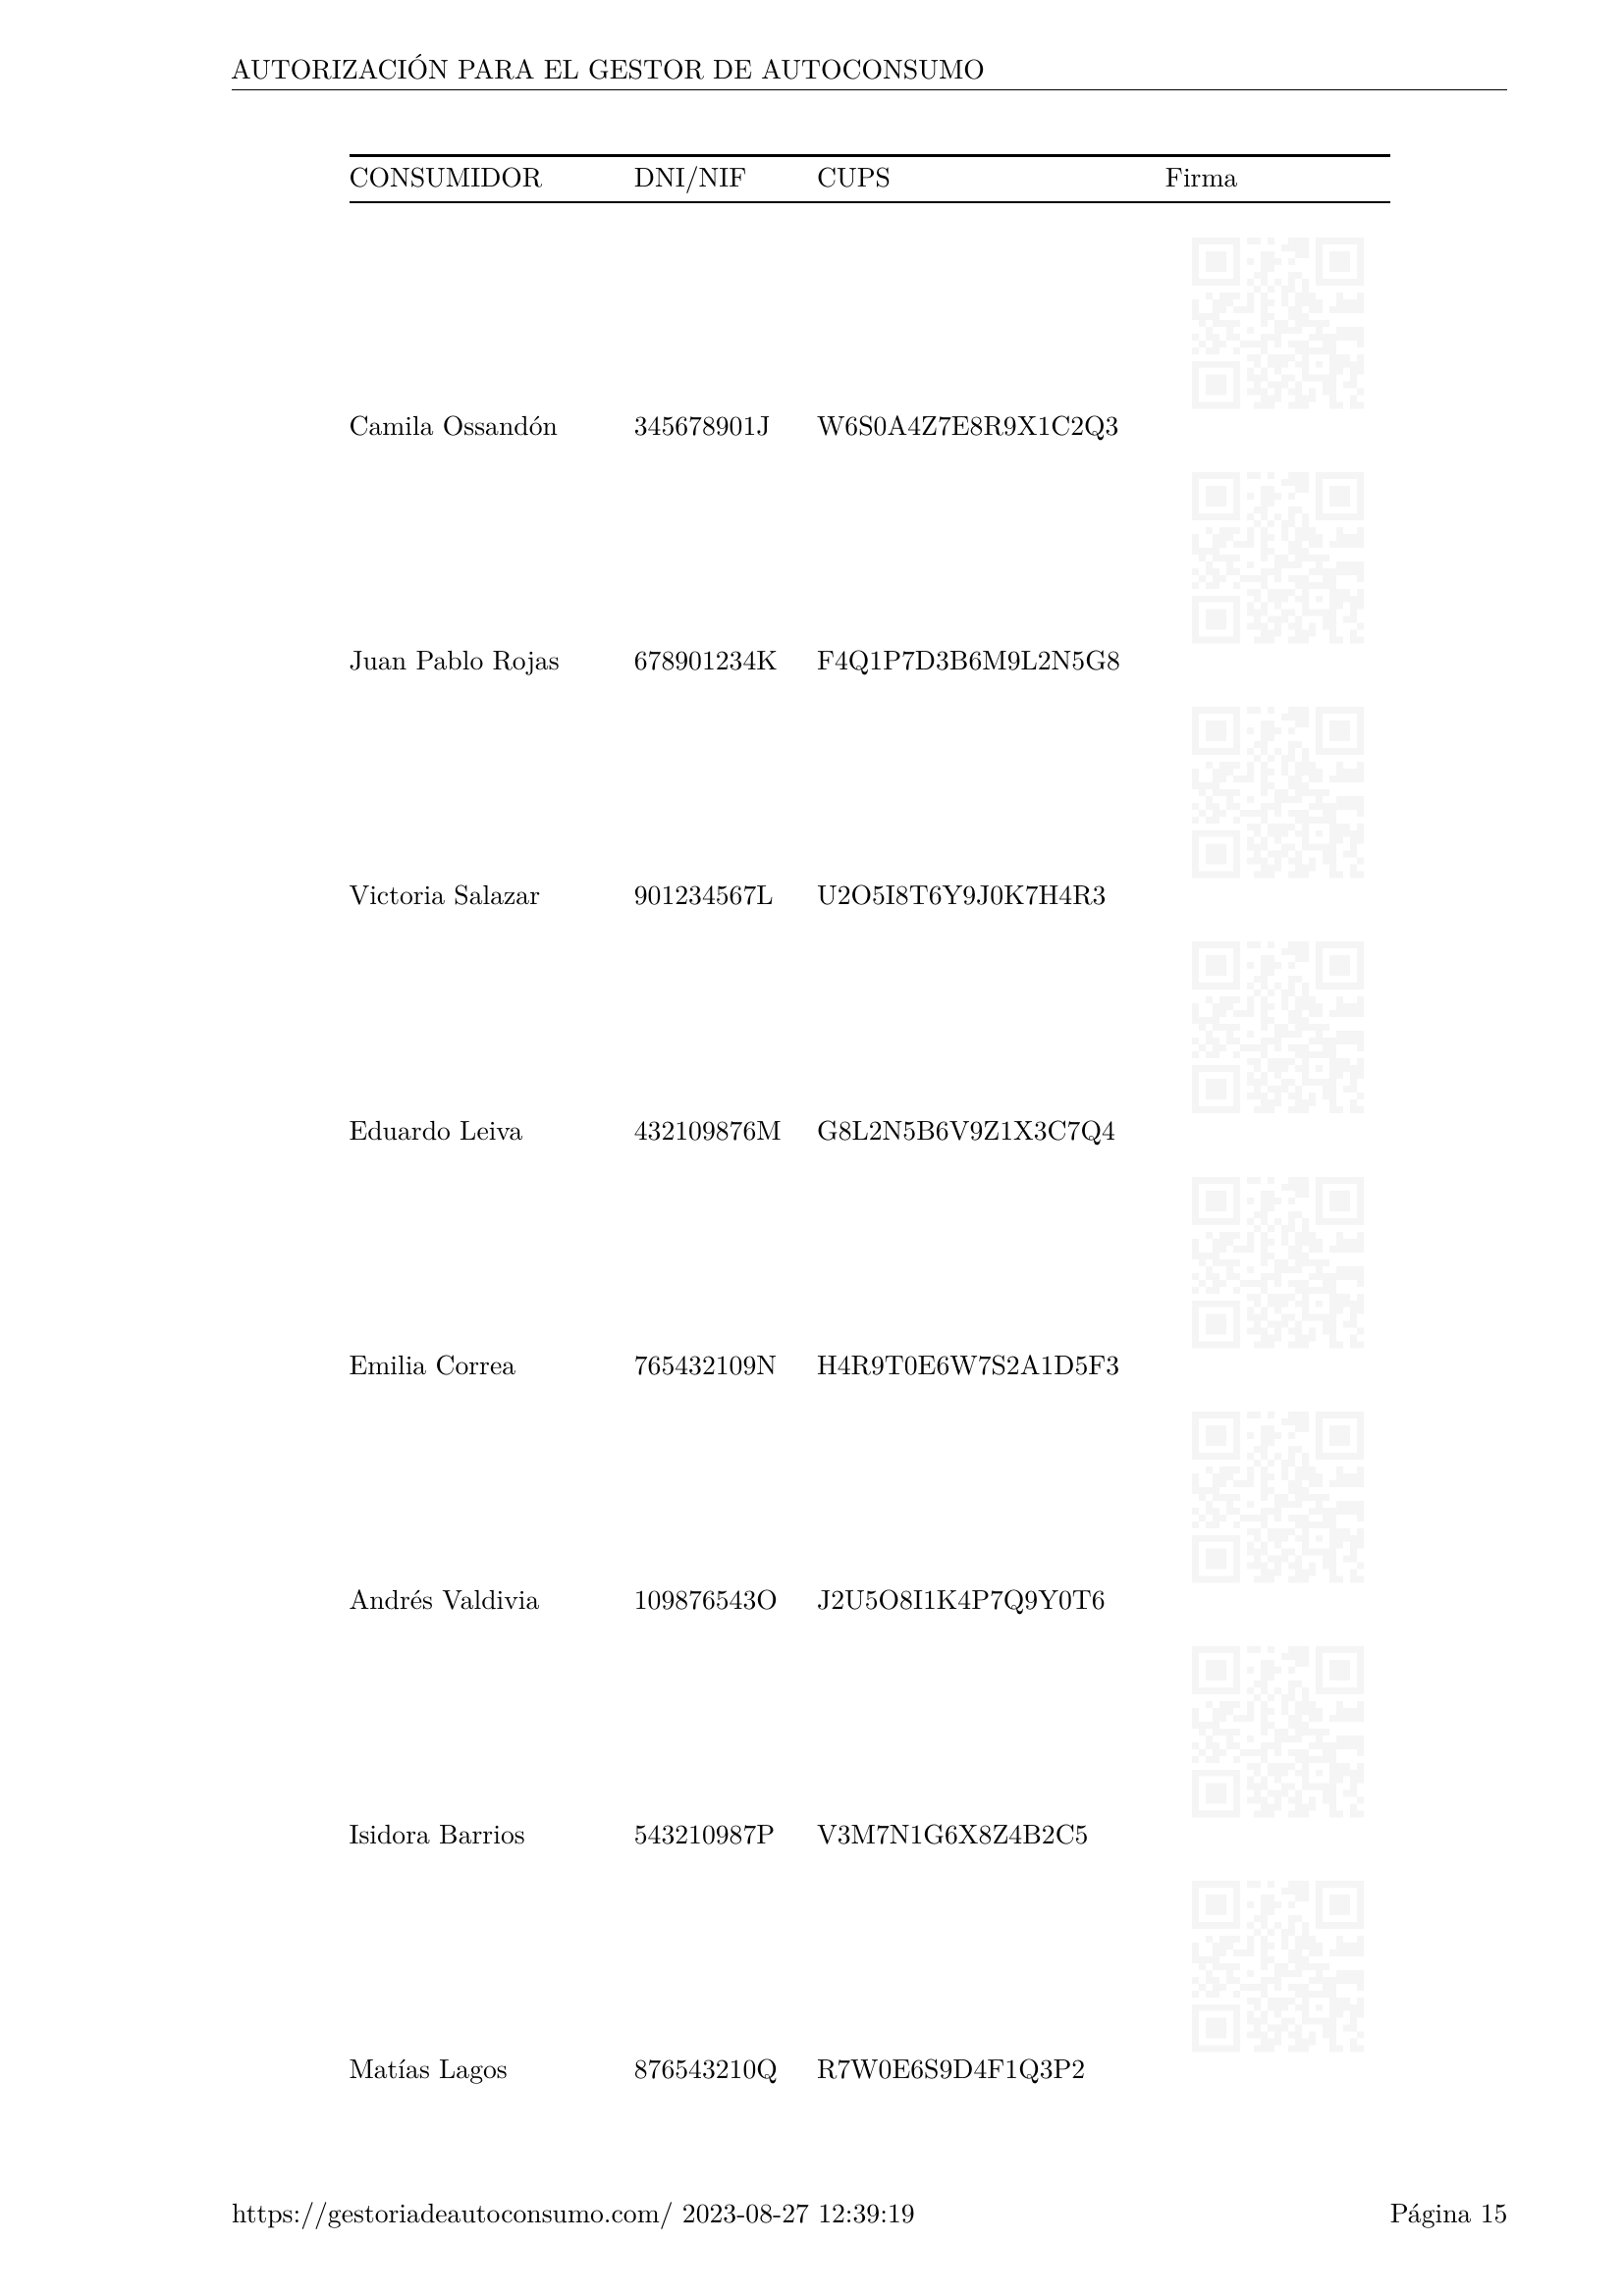 AUTORIZACIÓN PARA EL GESTOR DE AUTOCONSUMO
CONSUMIDOR DNI/NIF CUPS Firma
Camila Ossandón 345678901J W6S0A4Z7E8R9X1C2Q3
Juan Pablo Rojas 678901234K F4Q1P7D3B6M9L2N5G8
Victoria Salazar 901234567L U2O5I8T6Y9J0K7H4R3
Eduardo Leiva 432109876M G8L2N5B6V9Z1X3C7Q4
Emilia Correa 765432109N H4R9T0E6W7S2A1D5F3
Andrés Valdivia 109876543O J2U5O8I1K4P7Q9Y0T6
Isidora Barrios 543210987P V3M7N1G6X8Z4B2C5
Matías Lagos 876543210Q R7W0E6S9D4F1Q3P2
https://gestoriadeautoconsumo.com/ 2023-08-27 12:39:19 Página 15